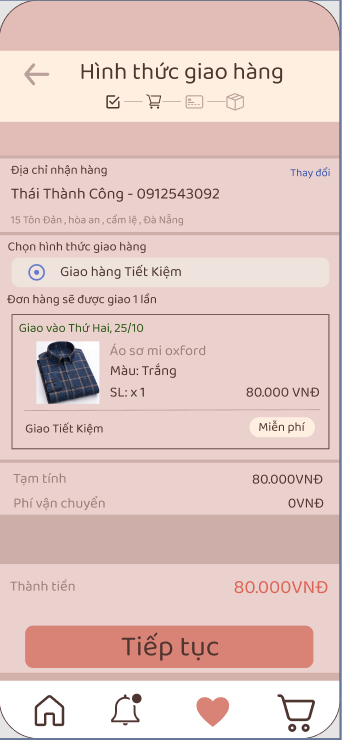 Hình thức giao hàng
Địa chỉ nhận hàng
Thay đổi
Thái Thành Công - 0912543092
15 Tôn Đản , hòa an , cẩm lệ , Đà Nẵng
Chọn hình thức giao hàng
Giao hàng Tiết Kiệm
Đơn hàng sẽ được giao 1 lần
Giao vào Thứ Hai, 25/10
Áo sơ mi oxford
Màu: Trắng
SL: x 1
80.000 VNĐ
Giao Tiết Kiệm
Miễn phí
Tạm tính
80.000VNĐ
Phí vận chuyển
0VNĐ
Thành tiền
80.000VNĐ
Tiếp tục